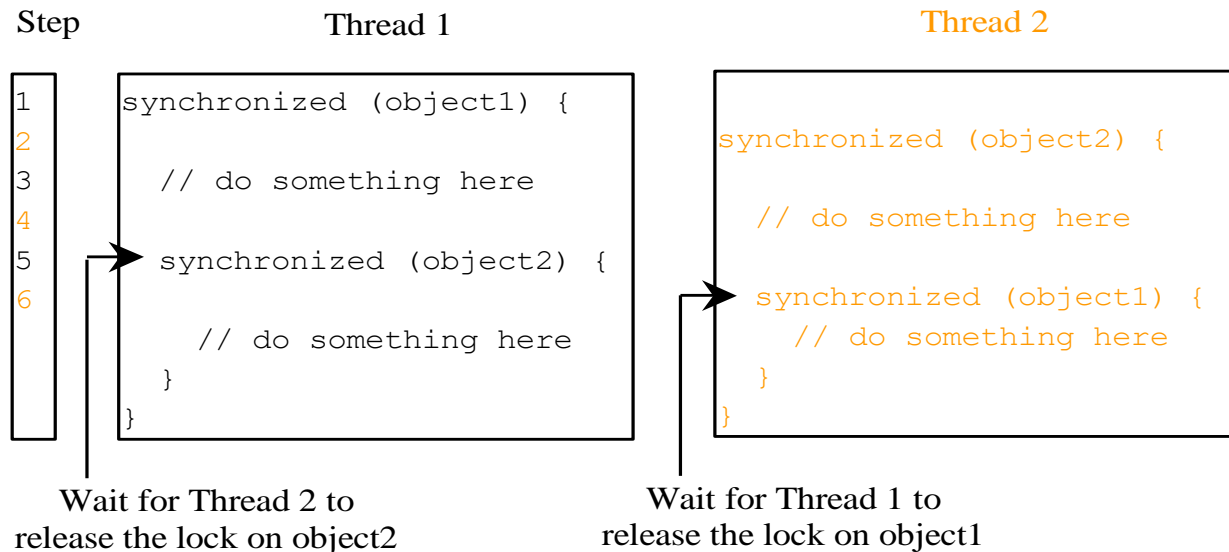 Step
Thread 1
Thread 2
1
2
3
4
5
6
synchronized (object1) {
// do something here
synchronized (object2) {
// do something here
}
}
synchronized (object2) {
// do something here
synchronized (object1) {
// do something here
}
}
Wait for Thread 2 to
release the lock on object2
Wait for Thread 1 to
release the lock on object1